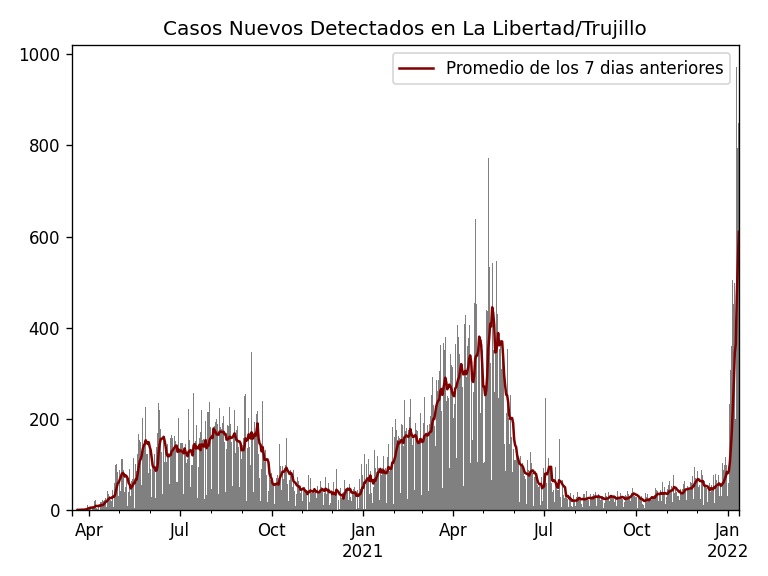 Casos Nuevos Detectados en La Libertad/Trujillo
Promedio de los 7 dias anteriores
1000
800
600
400
200
0
Apr Jul Oct Jan Apr Jul Oct Jan
2021 2022